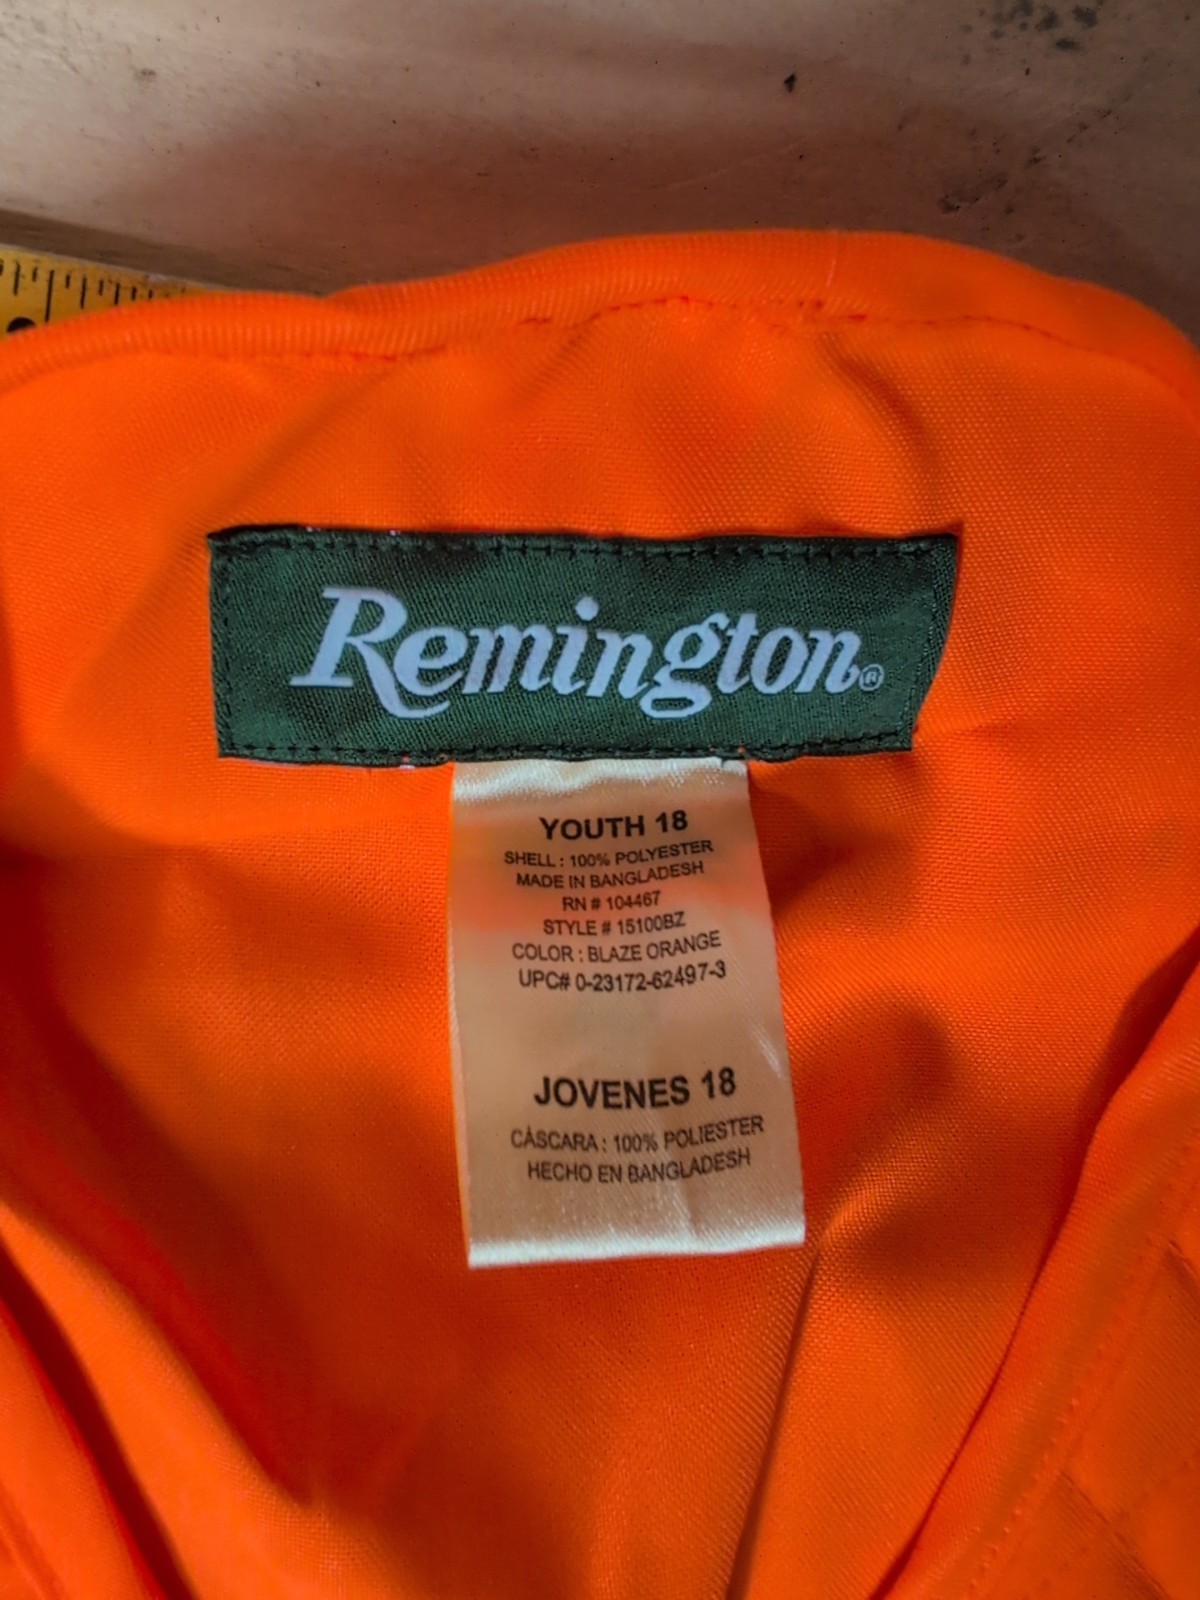 Remington®
YOUTH 18
SHELL : 100% POLYESTER
MADE IN BANGLADESH
RN # 104467
STYLE # 15100BZ
COLOR : BLAZE ORANGE
UPC# 0-23172-62497-3
JOVENES 18
CÁSCARA : 100% POLIESTER
HECHO EN BANGLADESH